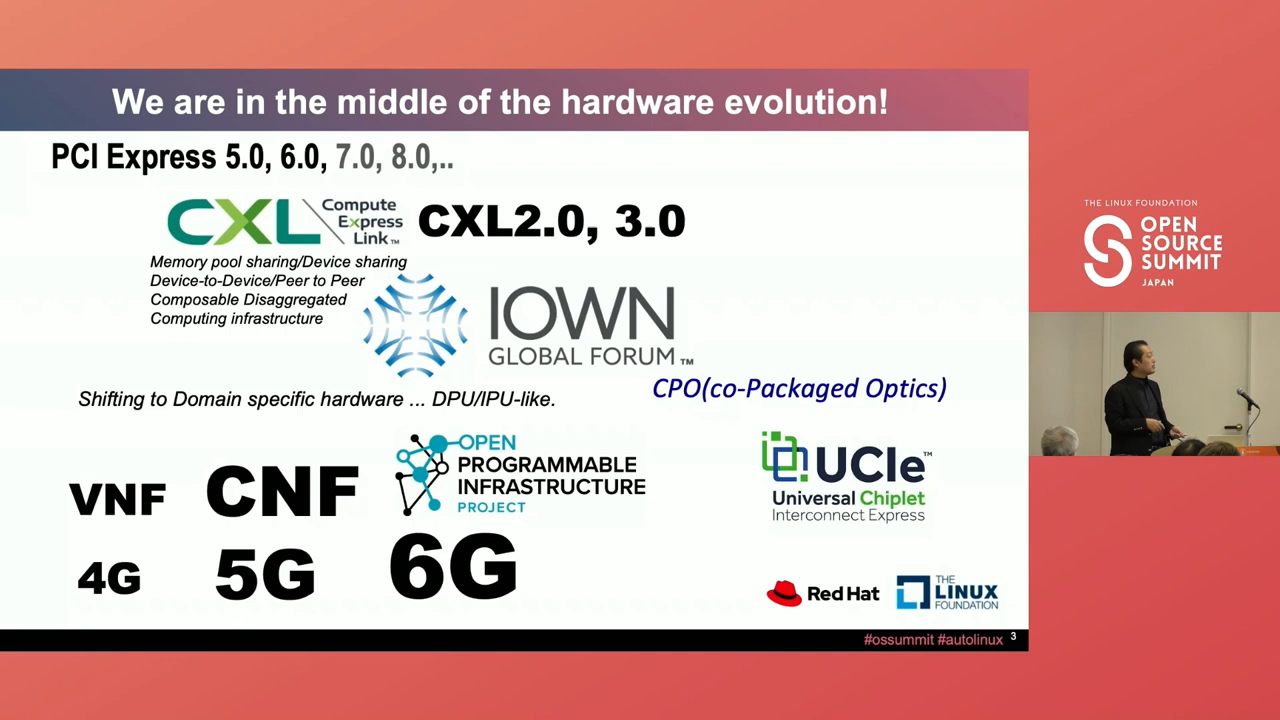 We are in the middle of the hardware evolution!
PCI Express 5.0, 6.0, 7.0, 8.0,..
CXL Compute Express Link™
CXL2.0, 3.0
Memory pool sharing/Device sharing
Device-to-Device/Peer to Peer
Composable Disaggregated
Computing infrastructure
IOWN
GLOBAL FORUM™
Shifting to Domain specific hardware ... DPU/IPU-like.
CPO(co-Packaged Optics)
VNF
CNF
OPEN
PROGRAMMABLE
INFRASTRUCTURE
PROJECT
UCIe™
Universal Chiplet
Interconnect Express
4G
5G
6G
Red Hat
THE
LINUX
FOUNDATION
#ossummit #autolinux 3
THE LINUX FOUNDATION
OPEN
SOURCE
SUMMIT
JAPAN